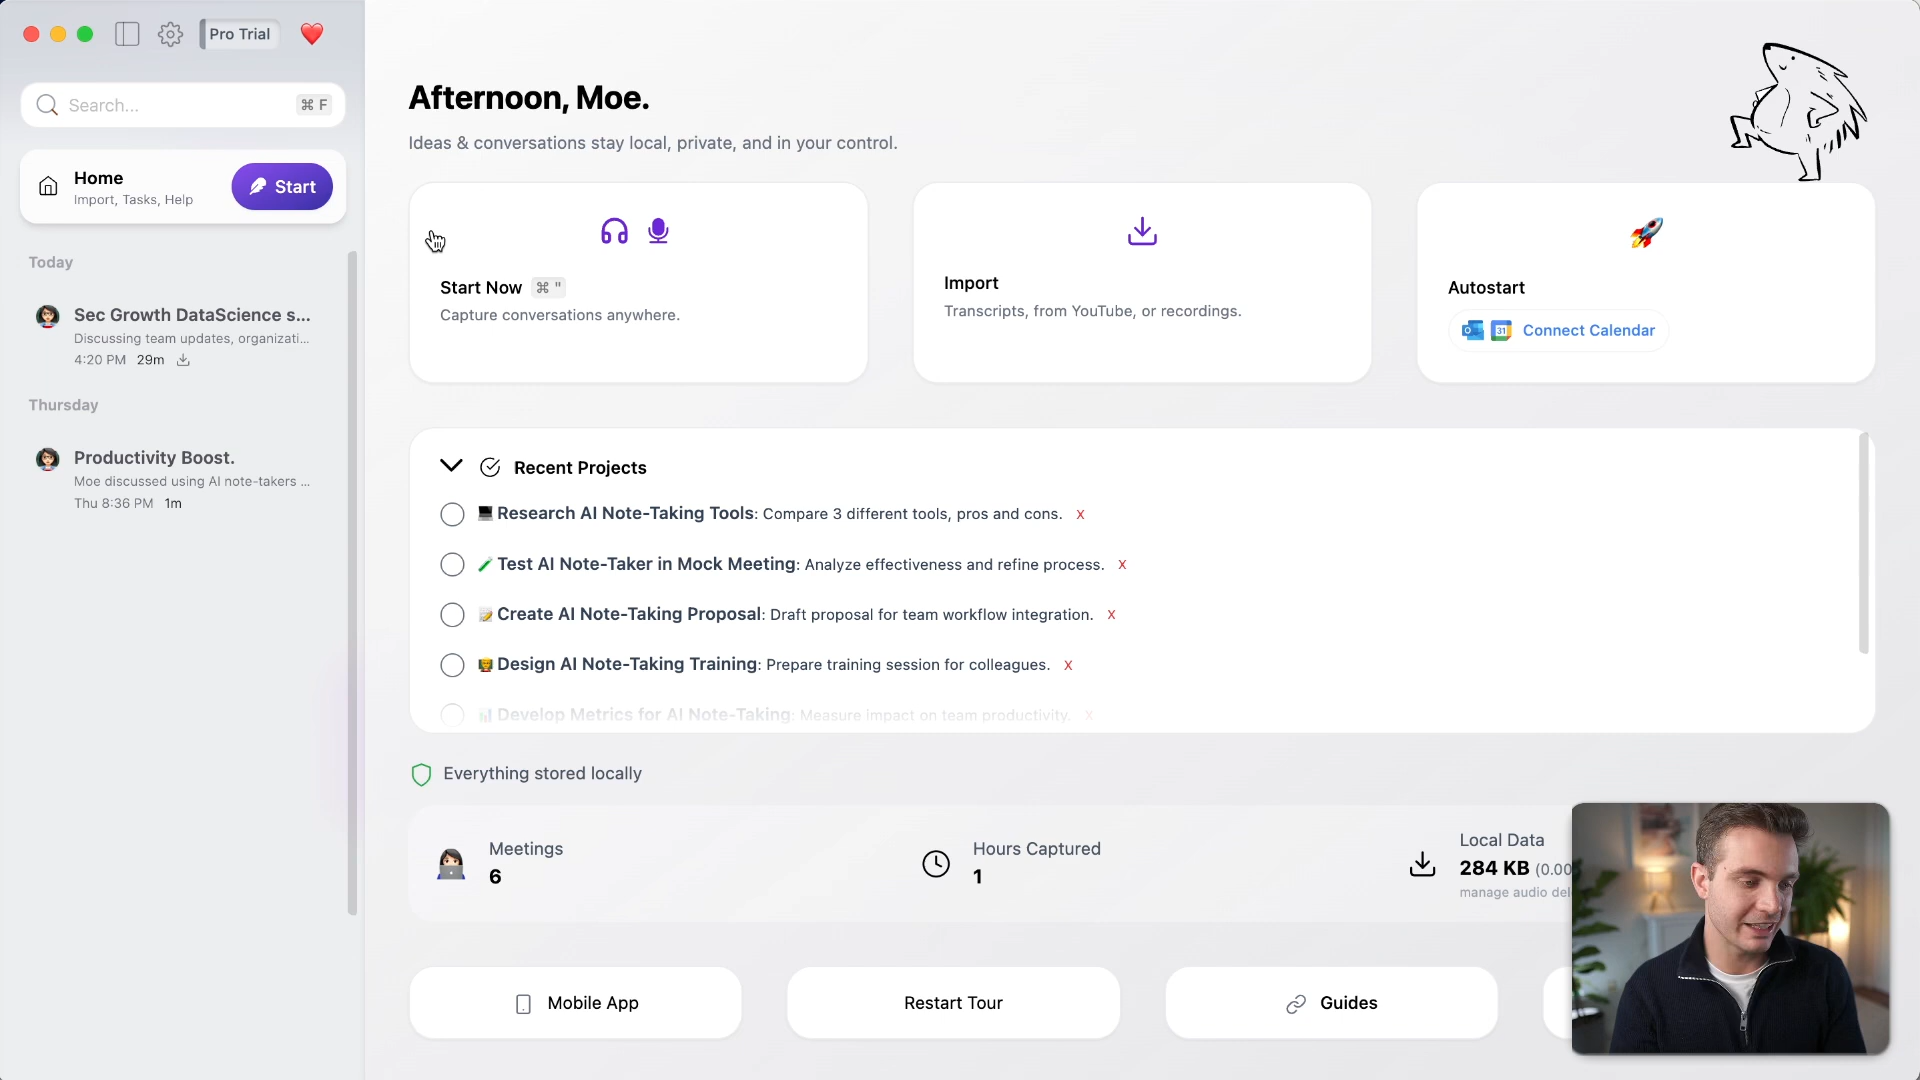 Pro Trial
Search...
⌘ F
Home
Import, Tasks, Help
Start
Today
Sec Growth DataScience s...
Discussing team updates, organizati...
4:20 PM 29m
Thursday
Productivity Boost.
Moe discussed using AI note-takers ...
Thu 8:36 PM 1m
Afternoon, Moe.
Ideas & conversations stay local, private, and in your control.
Start Now ⌘ "
Capture conversations anywhere.
Import
Transcripts, from YouTube, or recordings.
Autostart
31 Connect Calendar
Recent Projects
Research AI Note-Taking Tools: Compare 3 different tools, pros and cons. x
Test AI Note-Taker in Mock Meeting: Analyze effectiveness and refine process. x
Create AI Note-Taking Proposal: Draft proposal for team workflow integration. x
Design AI Note-Taking Training: Prepare training session for colleagues. x
Develop Metrics for AI Note-Taking: Measure impact on team productivity. x
Everything stored locally
Meetings
6
Hours Captured
1
Local Data
284 KB (0.00
manage audio del
Mobile App
Restart Tour
Guides